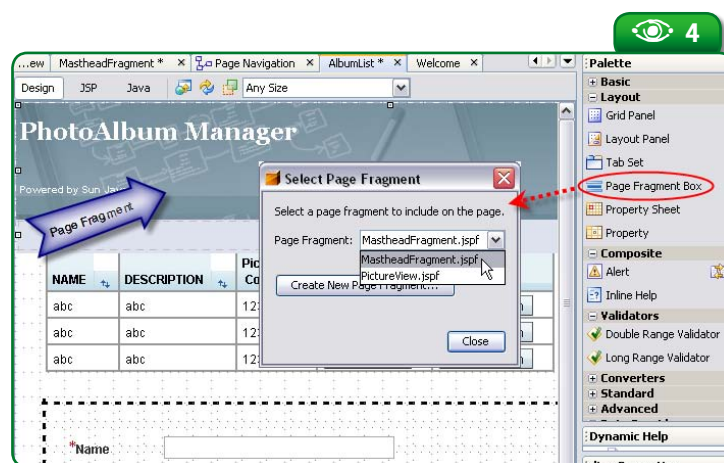 4
...ew MastheadFragment * × Page Navigation × AlbumList * × Welcome ×
Design JSP Java Any Size
PhotoAlbum Manager
Powered by Sun Jav
Page Fragment
NAME DESCRIPTION Pic
Co
abc abc 12
abc abc 12
abc abc 12
*Name
Select Page Fragment
Select a page fragment to include on the page.
Page Fragment: MastheadFragment.jspf
MastheadFragment.jspf
PictureView.jspf
Create New Page Fragment...
Close
Palette
Basic
Layout
Grid Panel
Layout Panel
Tab Set
Page Fragment Box
Property Sheet
Property
Composite
Alert
Inline Help
Validators
Double Range Validator
Long Range Validator
Converters
Standard
Advanced
Dynamic Help